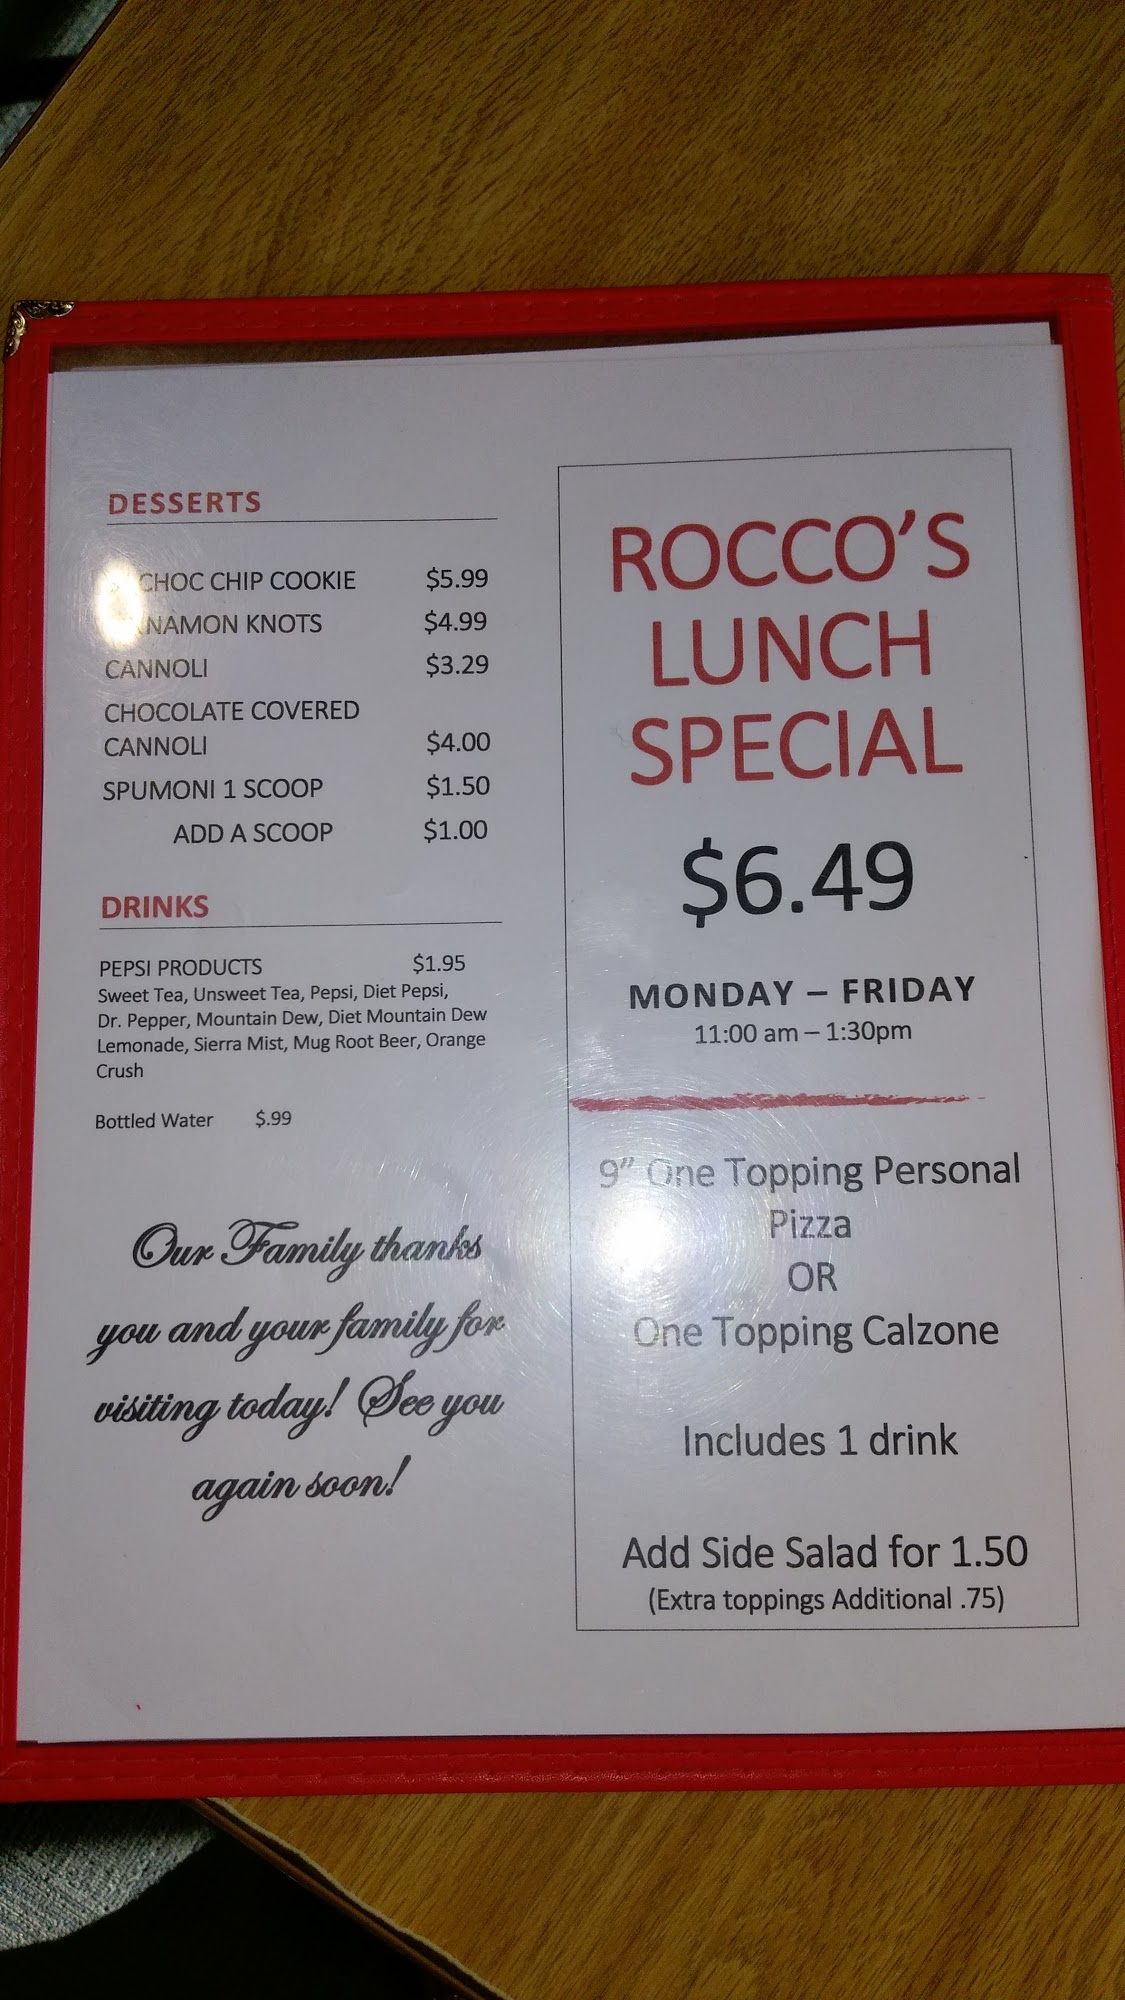 DESSERTS
CHOC CHIP COOKIE $5.99
KNOTS $4.99
CANNOLI $3.29
CHOCOLATE COVERED
CANNOLI $4.00
SPUMONI 1 SCOOP $1.50
ADD A SCOOP $1.00
DRINKS
PEPSI PRODUCTS $1.95
Sweet Tea, Unsweet Tea, Pepsi, Diet Pepsi,
Dr. Pepper, Mountain Dew, Diet Mountain Dew
Lemonade, Sierra Mist, Mug Root Beer, Orange
Crush
Bottled Water $.99
Our Family thanks
you and your family for
visiting today! See you
again soon!
ROCCO'S
LUNCH
SPECIAL
$6.49
MONDAY – FRIDAY
11:00 am – 1:30pm
9” One Topping Personal
Pizza
OR
One Topping Calzone
Includes 1 drink
Add Side Salad for 1.50
(Extra toppings Additional .75)